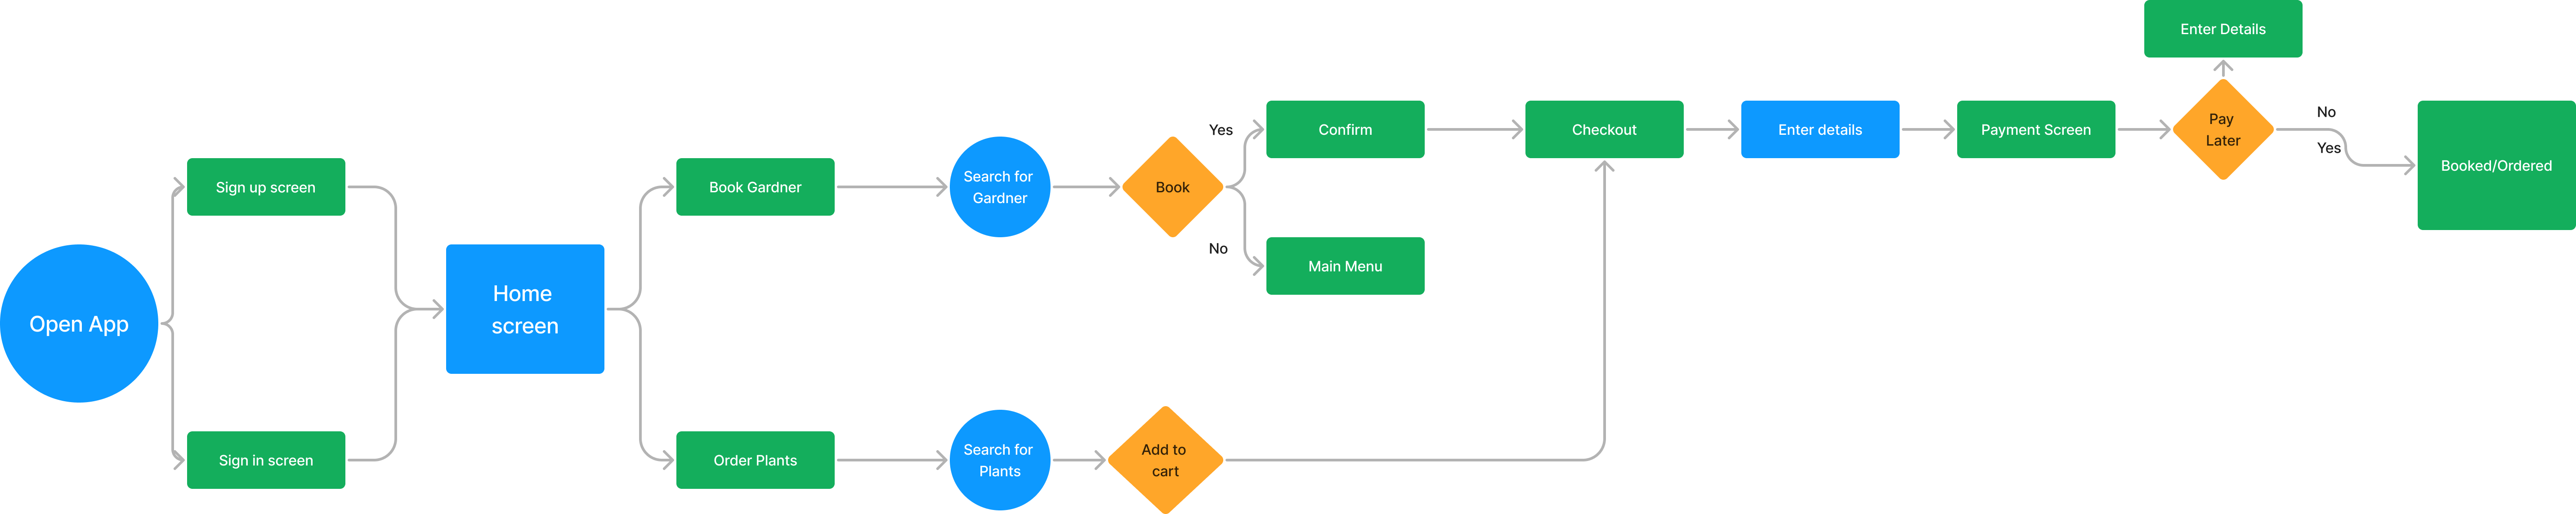 Open App
Sign up screen
Sign in screen
Home
screen
Book Gardner
Order Plants
Search for
Gardner
Search for
Plants
Book
Add to
cart
Yes
No
Confirm
Main Menu
Checkout
Enter details
Payment Screen
Pay
Later
Enter Details
No
Yes
Booked/Ordered